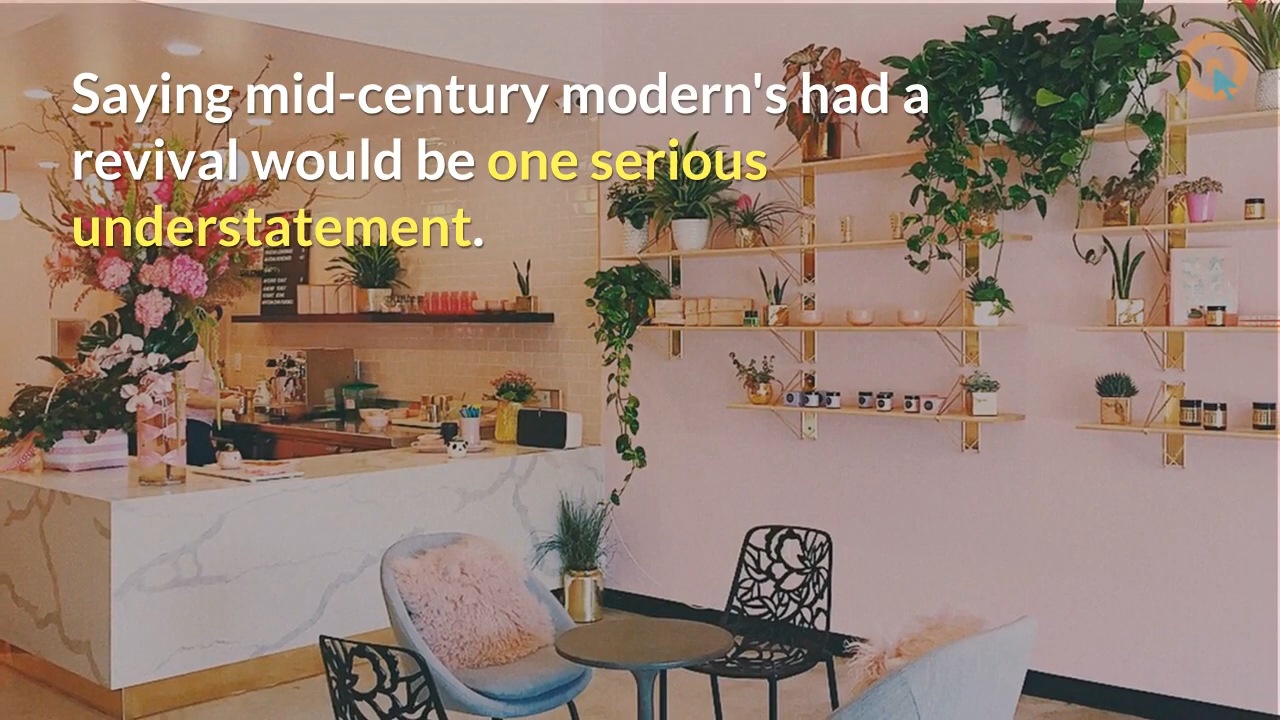 Saying mid-century modern's had a
revival would be one serious
understatement.